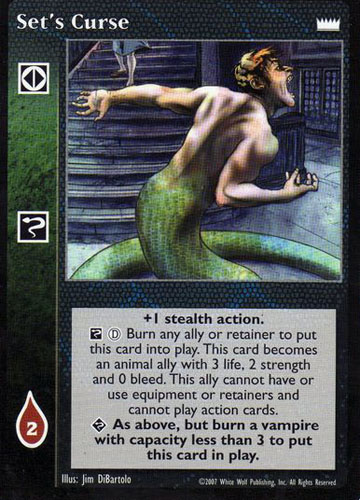 Set's Curse
+1 stealth action.
D Burn any ally or retainer to put
this card into play. This card becomes
an animal ally with 3 life, 2 strength
and 0 bleed. This ally cannot have or
use equipment or retainers and
cannot play action cards.
As above, but burn a vampire
with capacity less than 3 to put
this card in play.
2
Illus: Jim DiBartolo
©2007 White Wolf Publishing, Inc. All Rights Reserved.